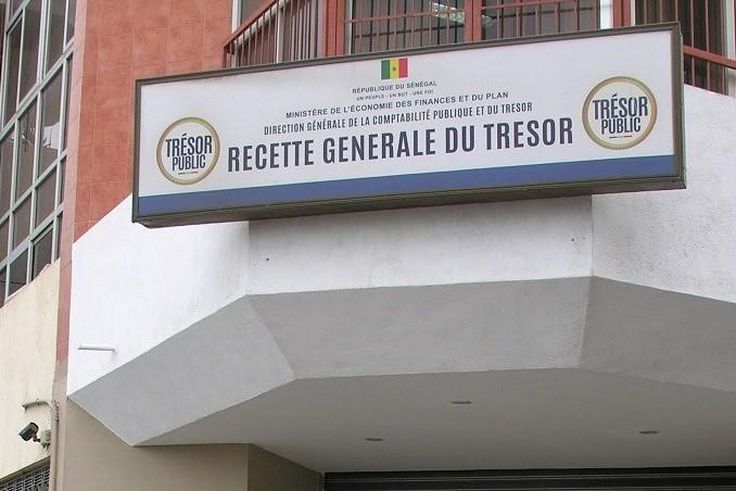 RÉPUBLIQUE DU SÉNÉGAL
UN PEUPLE - UN BUT - UNE FOI
MINISTÈRE DE L'ÉCONOMIE DES FINANCES ET DU PLAN
DIRECTION GÉNÉRALE DE LA COMPTABILITÉ PUBLIQUE ET DU TRESOR
RECETTE GENERALE DU TRESOR
TRÉSOR
PUBLIC
TRÉSOR
PUBLIC